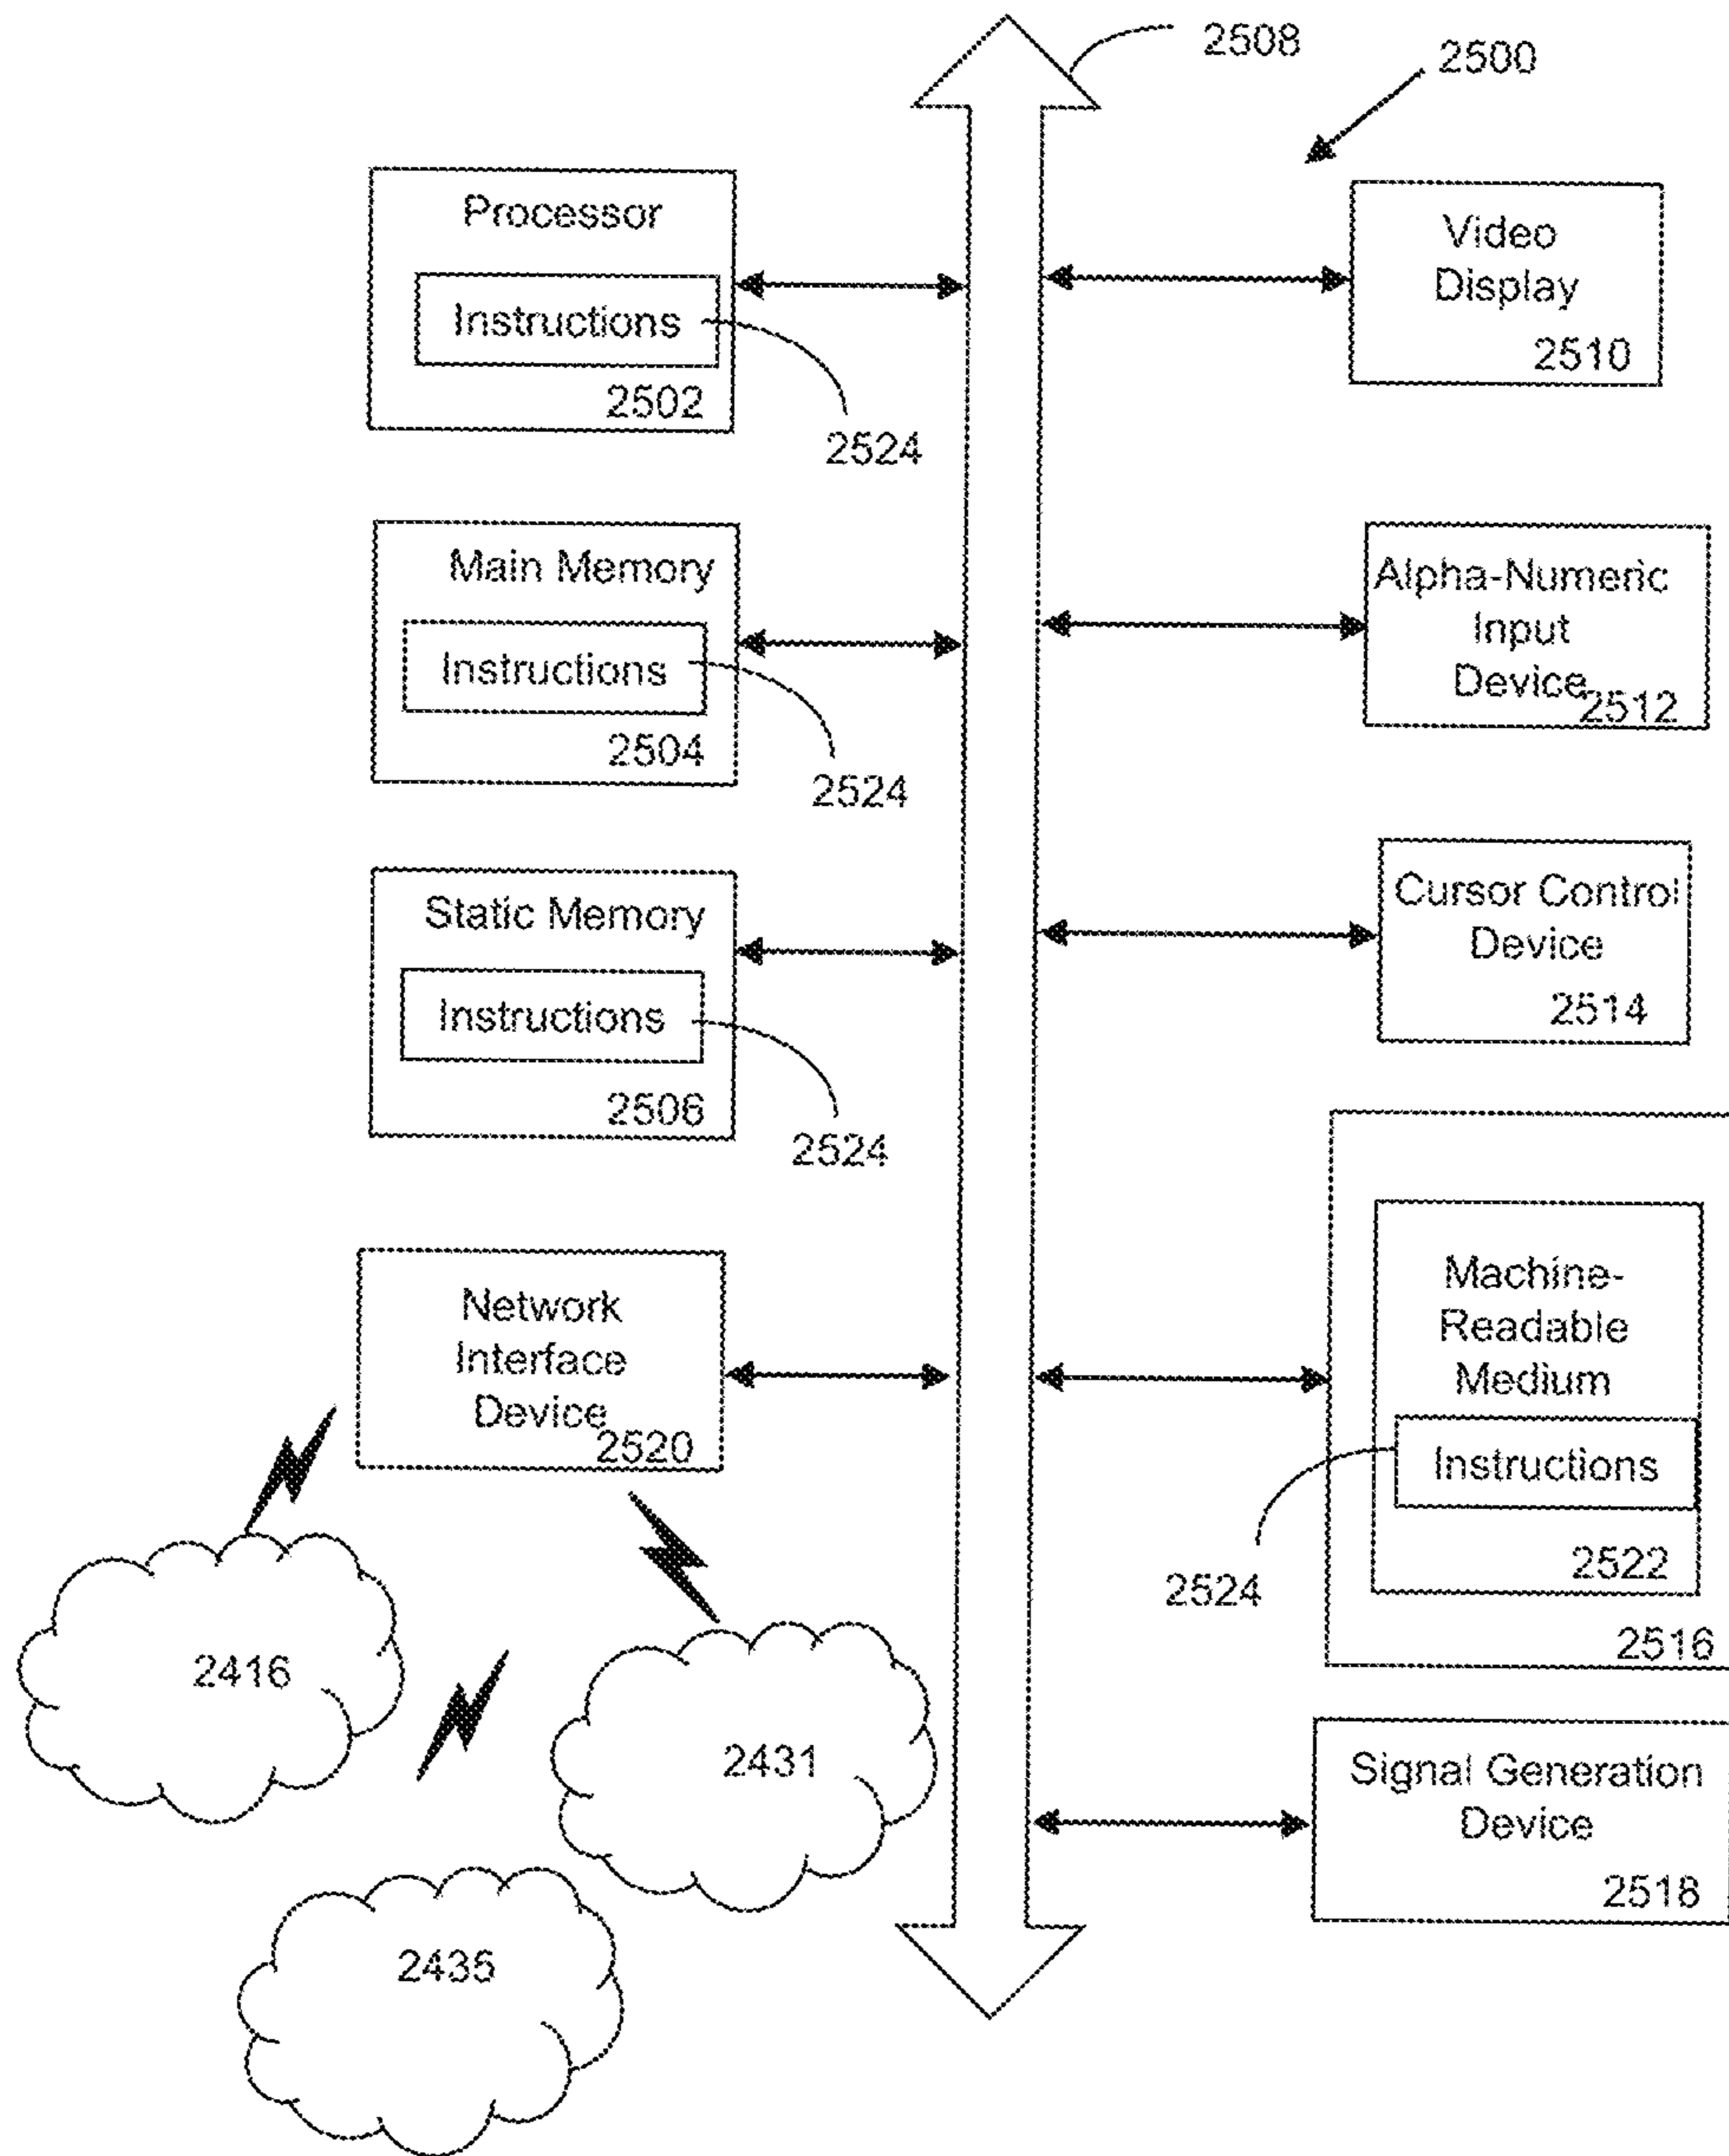 2508
2500
Processor
Instructions
2502
2524
Video
Display
2510
Main Memory
Instructions
2504
2524
Alpha-Numeric
Input
Device
2512
Static Memory
Instructions
2506
2524
Cursor Control
Device
2514
Network
Interface
Device
2520
Machine-
Readable
Medium
Instructions
2524
2522
2516
2416
2431
2435
Signal Generation
Device
2518